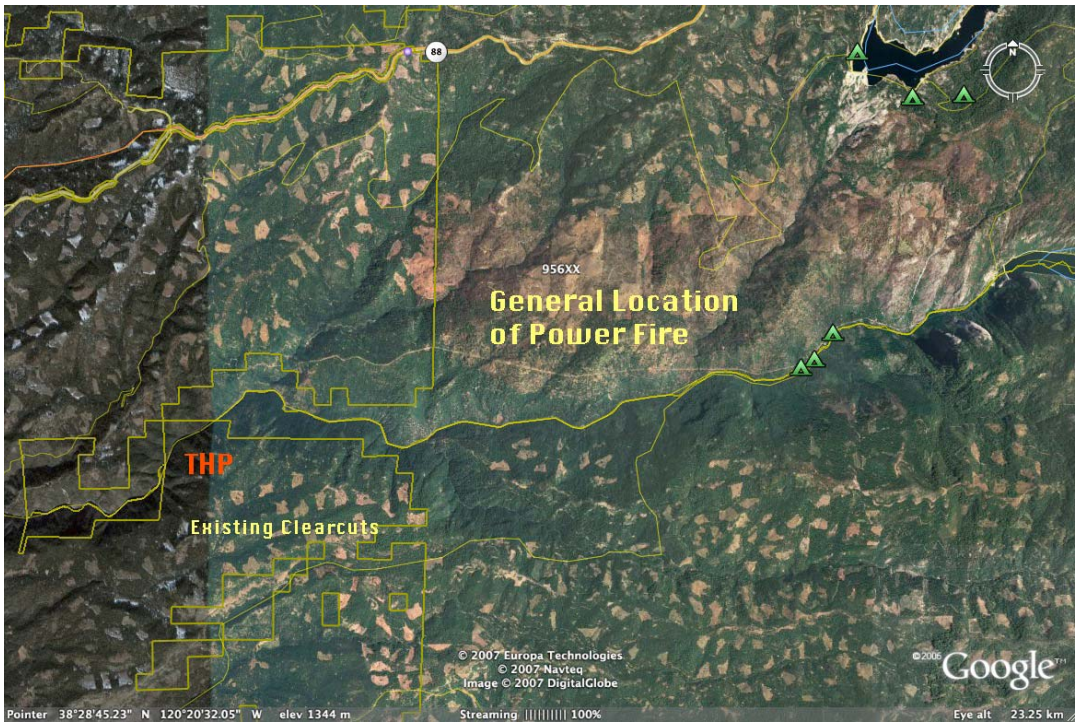 88
N
956XX
General Location
of Power Fire
THP
Existing Clearcuts
© 2007 Europa Technologies
© 2007 Navteq
Image © 2007 DigitalGlobe
©2006 Google™
Pointer 38°28'45.23" N 120°20'32.05" W elev 1344 m Streaming |||||||||| 100% Eye alt 23.25 km